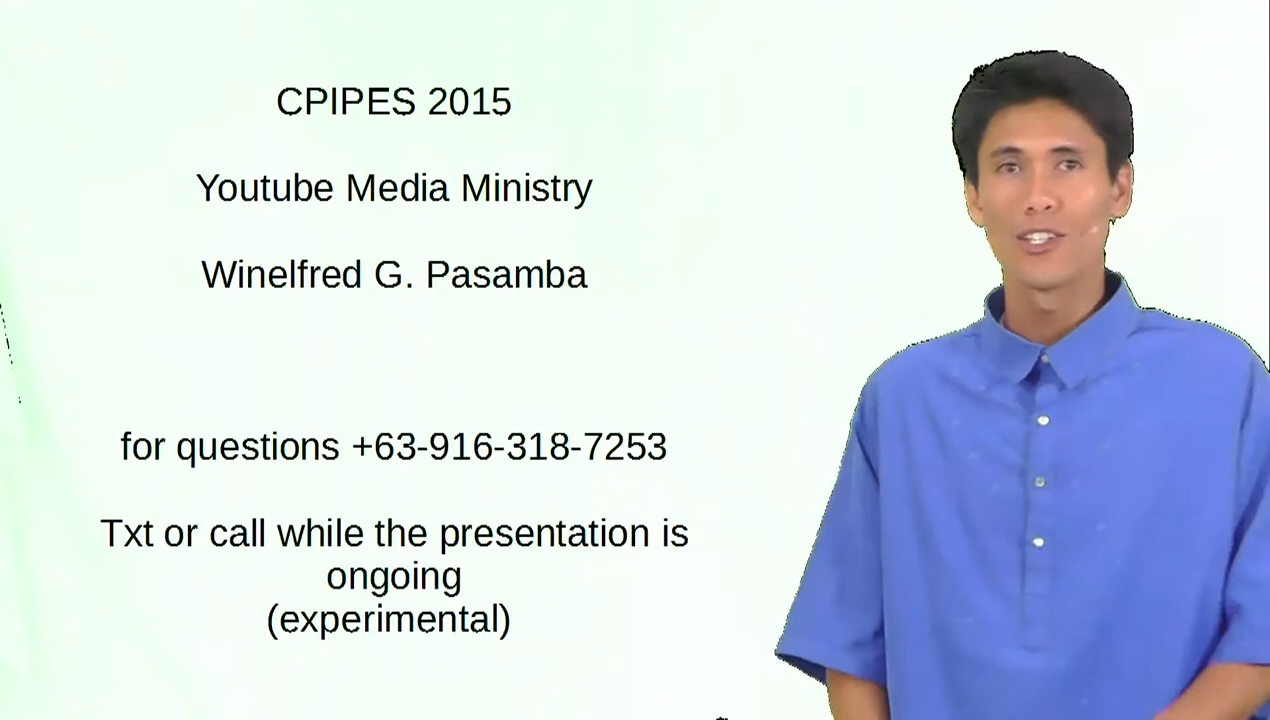 CPIPES 2015
Youtube Media Ministry
Winelfred G. Pasamba
for questions +63-916-318-7253
Txt or call while the presentation is
ongoing
(experimental)